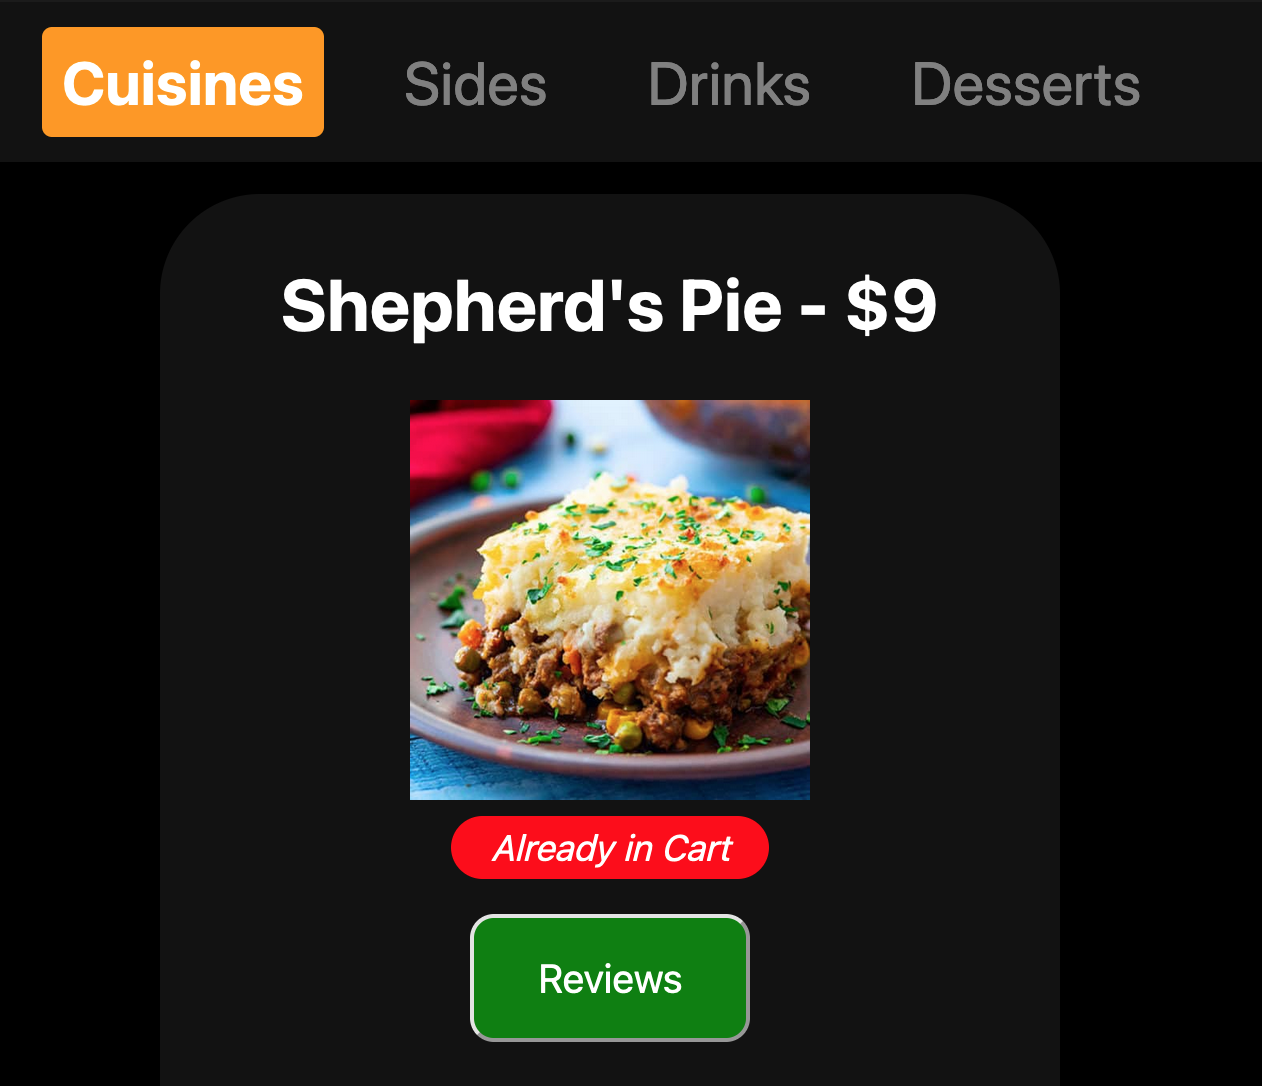 Cuisines Sides Drinks Desserts
Shepherd's Pie - $9
Already in Cart
Reviews